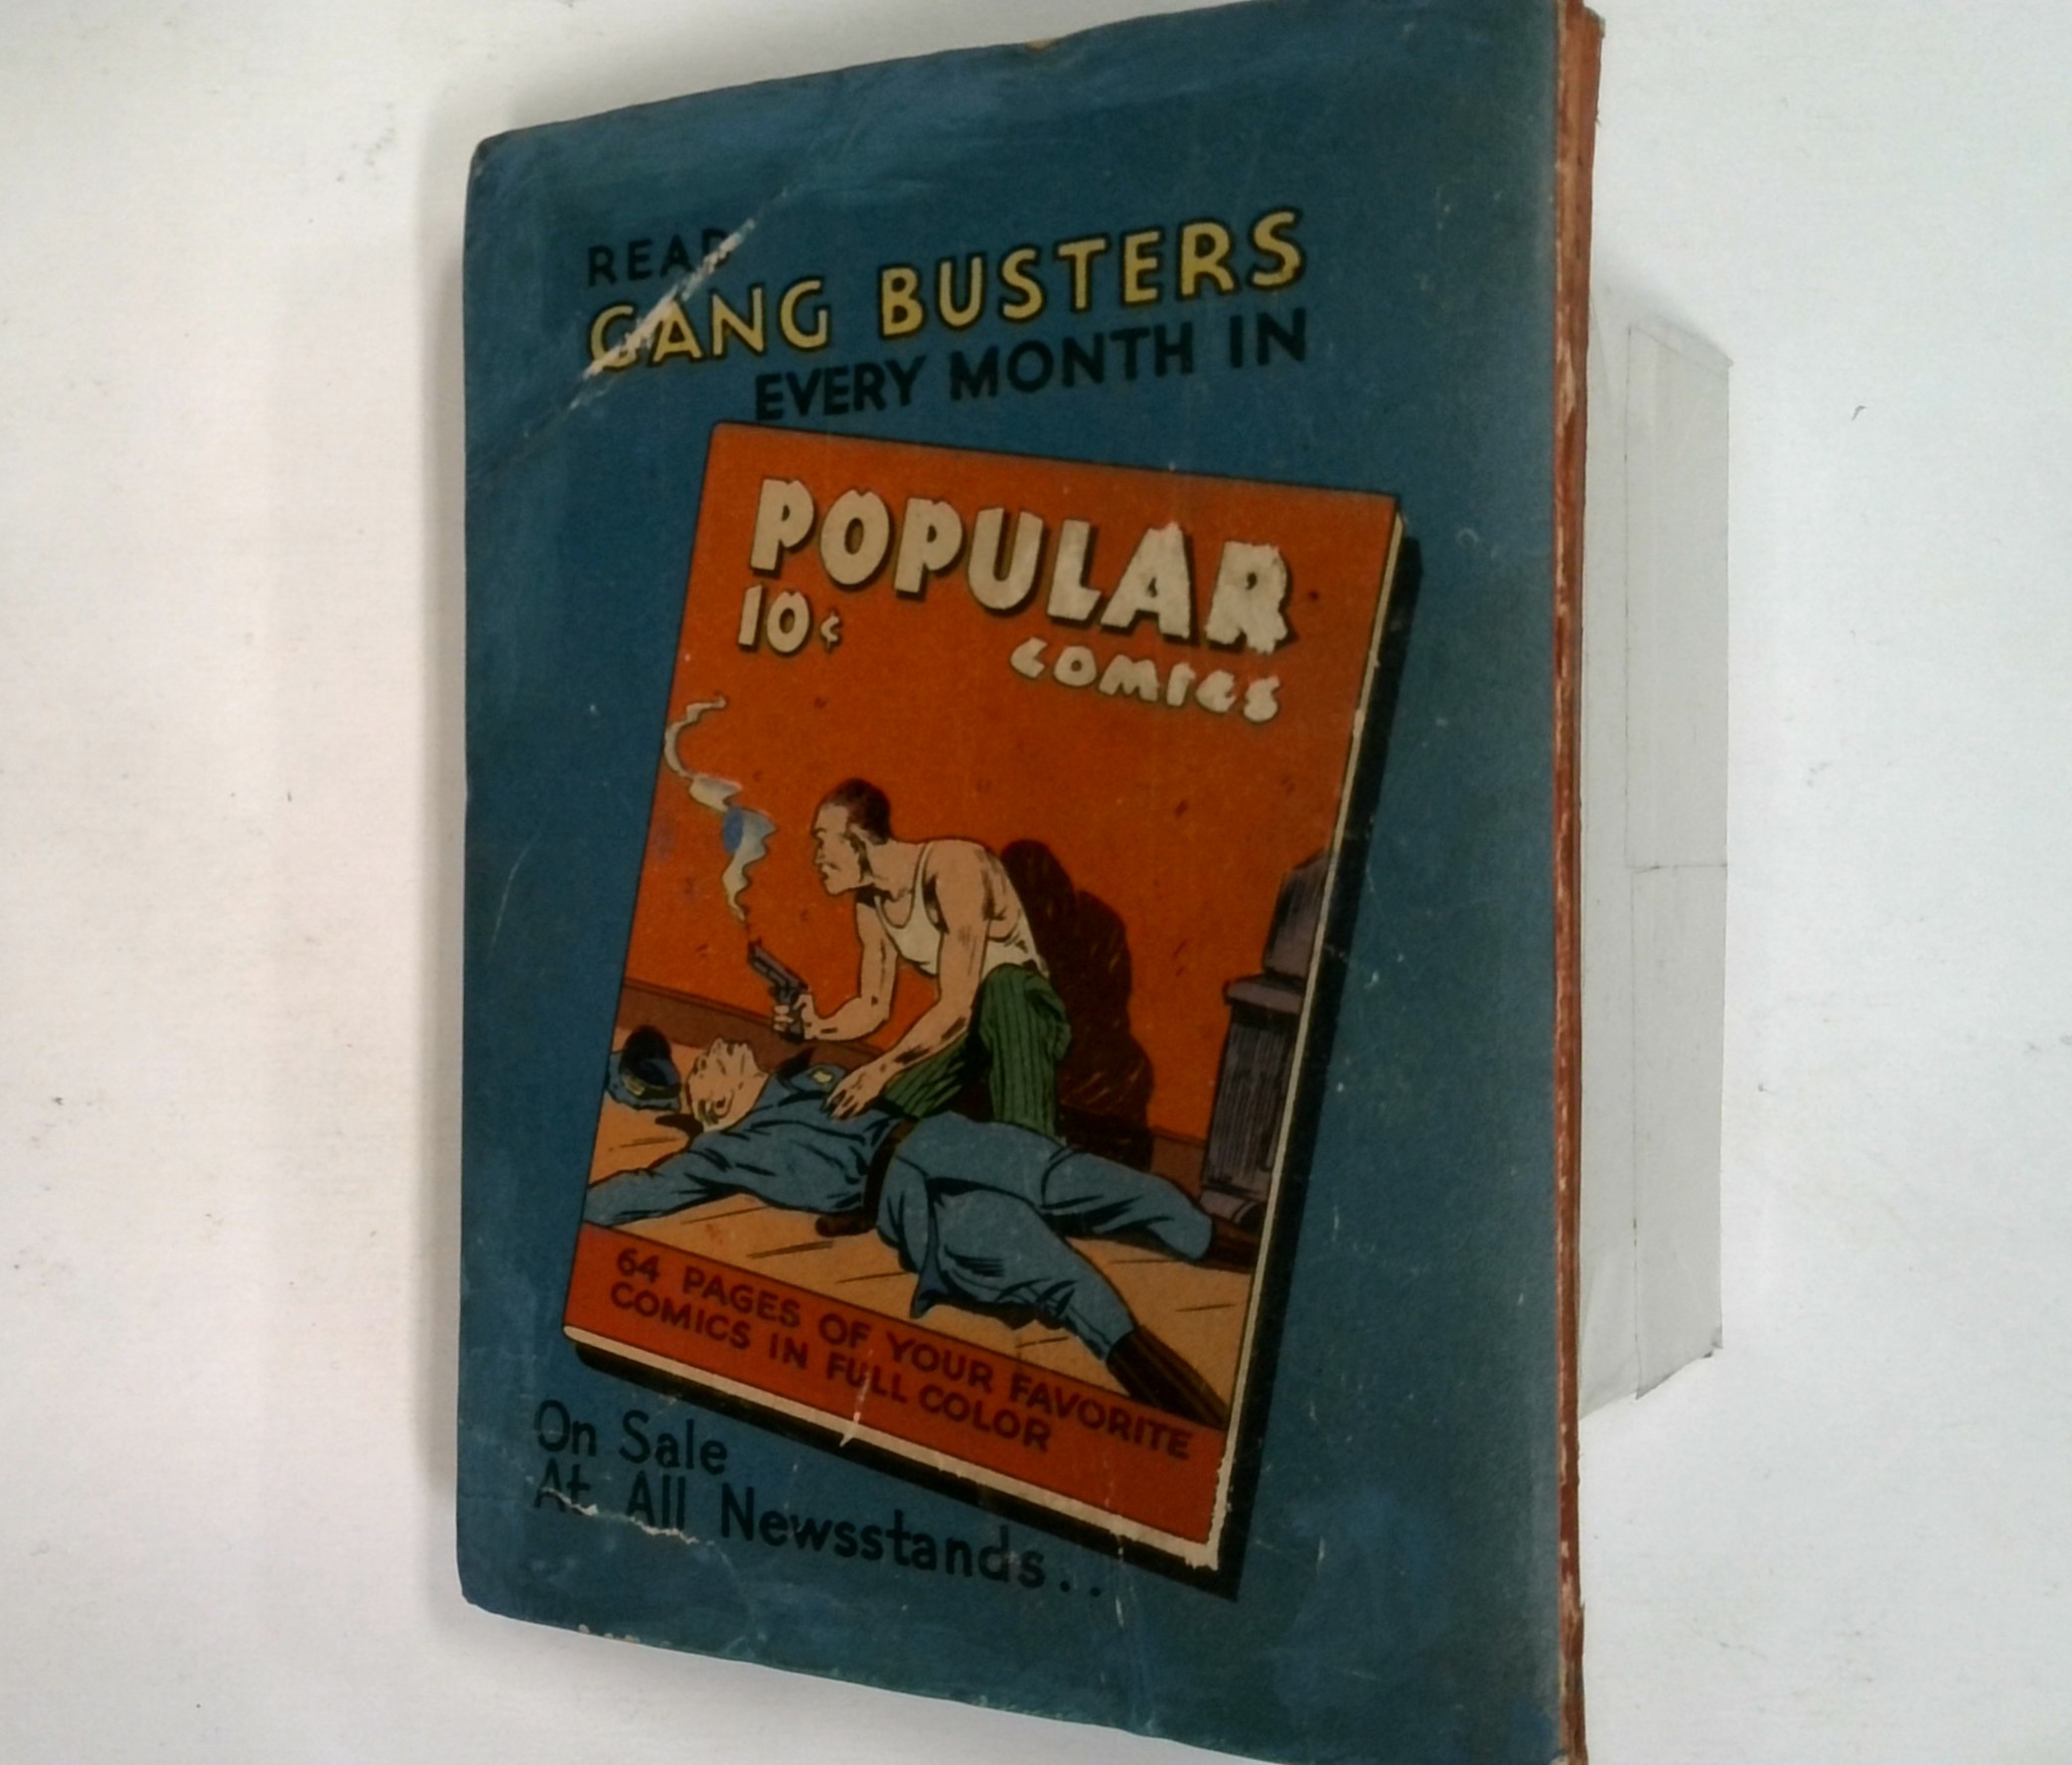 READ
GANG BUSTERS
EVERY MONTH IN
POPULAR
10¢
COMICS
64 PAGES OF YOUR FAVORITE
COMICS IN FULL COLOR
On Sale
At All Newsstands..